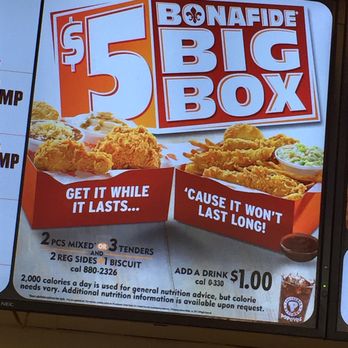 $5
BONAFIDE
BIG
BOX
MP
MP
GET IT WHILE
IT LASTS...
'CAUSE IT WON'T
LAST LONG!
2 PCS MIXED OR 3 TENDERS
AND
2 REG SIDES 1 BISCUIT
cal 880-2326
ADD A DRINK $1.00
cal 0-330
2,000 calories a day is used for general nutrition advice, but calorie
needs vary. Additional nutrition information is available upon request.
POPEYES
NEC